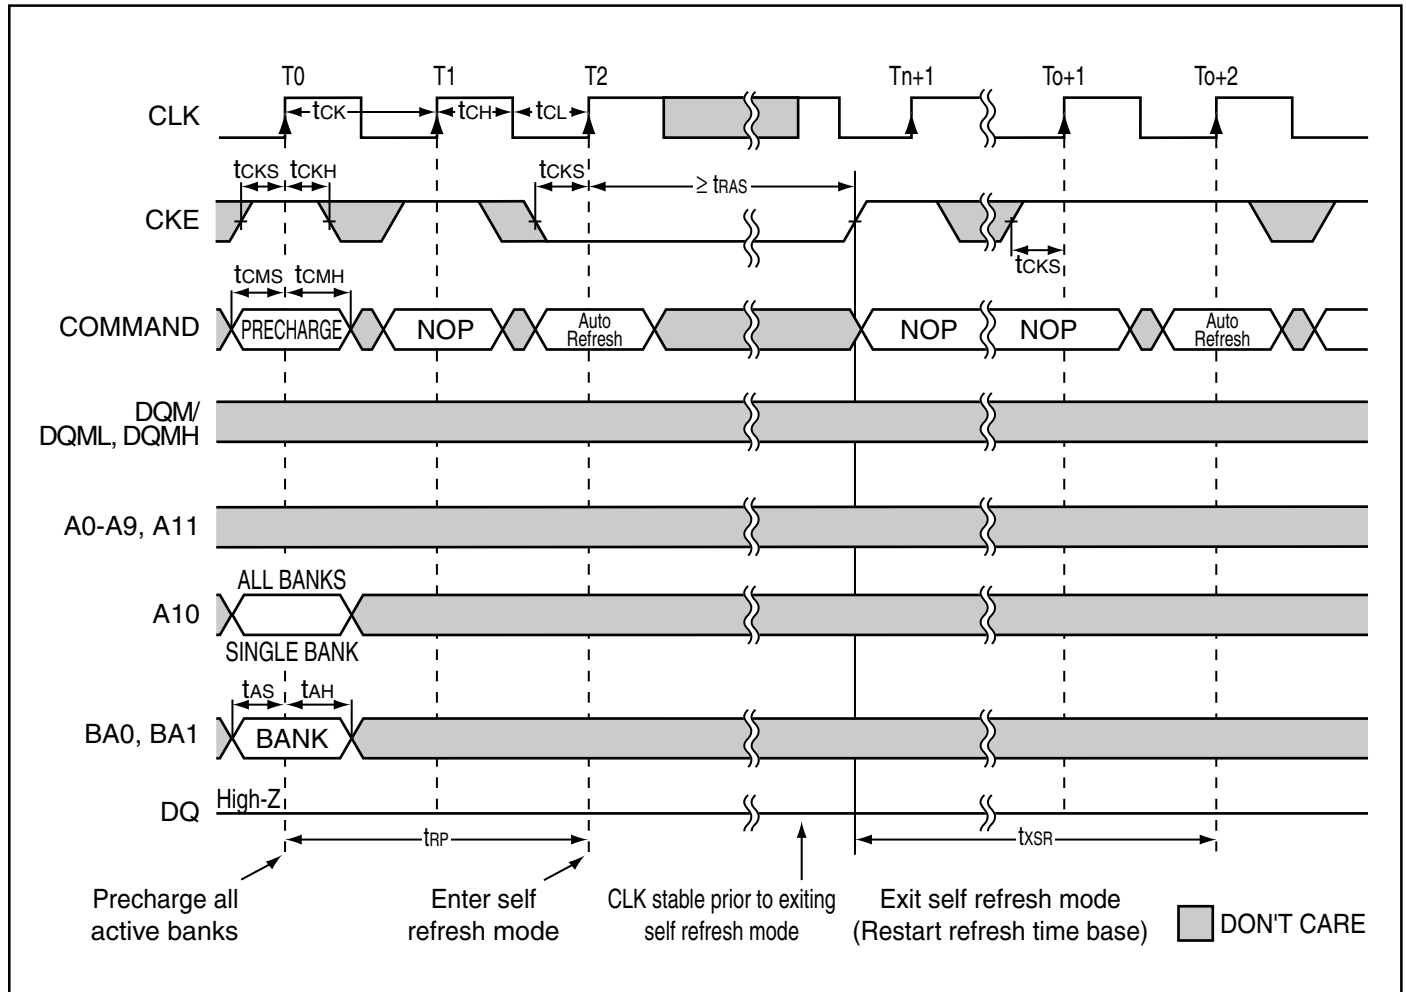 T0 T1 T2 Tn+1 To+1 To+2
CLK
tCK tCH tCL
tCKS tCKH tCKS ≥ tRAS
CKE
tCKS
tCMS tCMH
COMMAND
PRECHARGE NOP Auto Refresh NOP NOP Auto Refresh
DQM/
DQML, DQMH
A0-A9, A11
ALL BANKS
A10
SINGLE BANK
tAS tAH
BA0, BA1
BANK
High-Z
DQ
tRP tXSR
Precharge all
active banks
Enter self
refresh mode
CLK stable prior to exiting
self refresh mode
Exit self refresh mode
(Restart refresh time base)
DON'T CARE